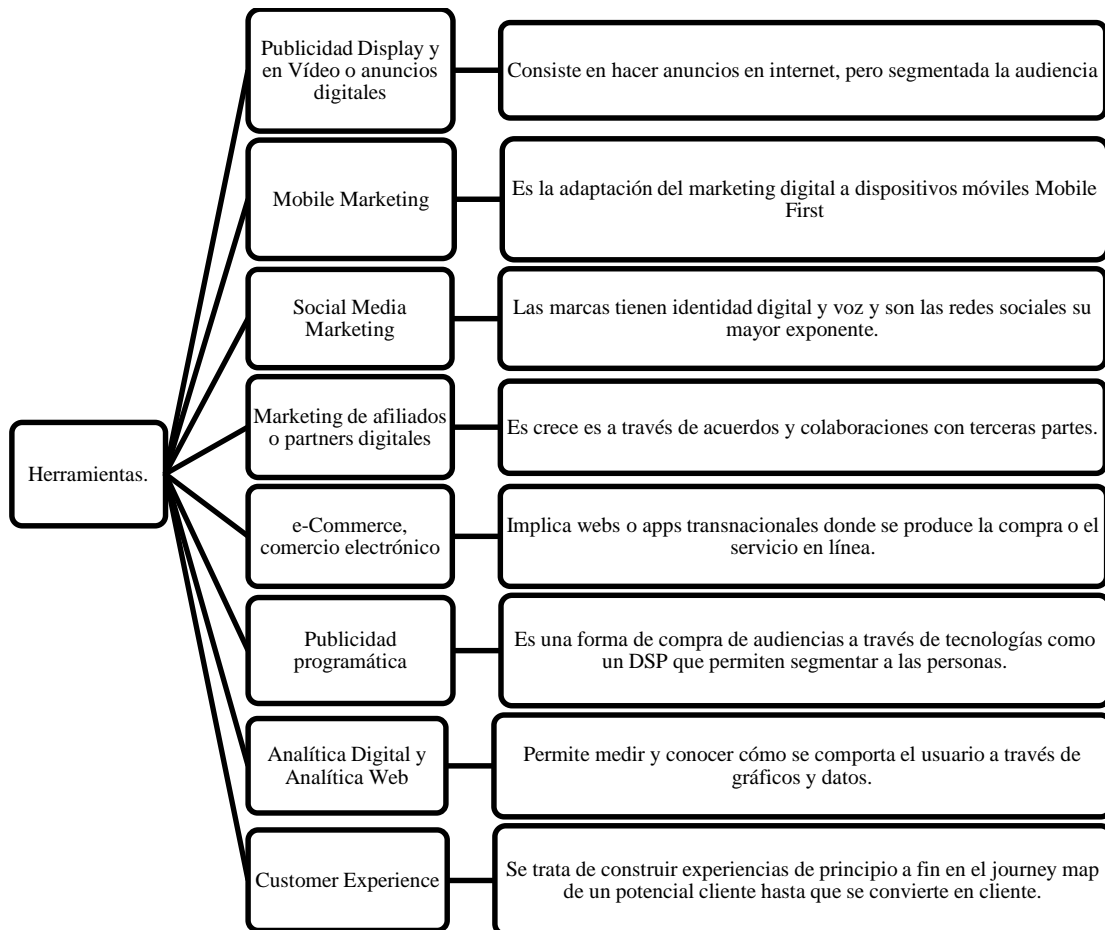 Herramientas.
Publicidad Display y
en Vídeo o anuncios
digitales
Consiste en hacer anuncios en internet, pero segmentada la audiencia
Mobile Marketing
Es la adaptación del marketing digital a dispositivos móviles Mobile
First
Social Media
Marketing
Las marcas tienen identidad digital y voz y son las redes sociales su
mayor exponente.
Marketing de afiliados
o partners digitales
Es crece es a través de acuerdos y colaboraciones con terceras partes.
e-Commerce,
comercio electrónico
Implica webs o apps transnacionales donde se produce la compra o el
servicio en línea.
Publicidad
programática
Es una forma de compra de audiencias a través de tecnologías como
un DSP que permiten segmentar a las personas.
Analítica Digital y
Analítica Web
Permite medir y conocer cómo se comporta el usuario a través de
gráficos y datos.
Customer Experience
Se trata de construir experiencias de principio a fin en el journey map
de un potencial cliente hasta que se convierte en cliente.